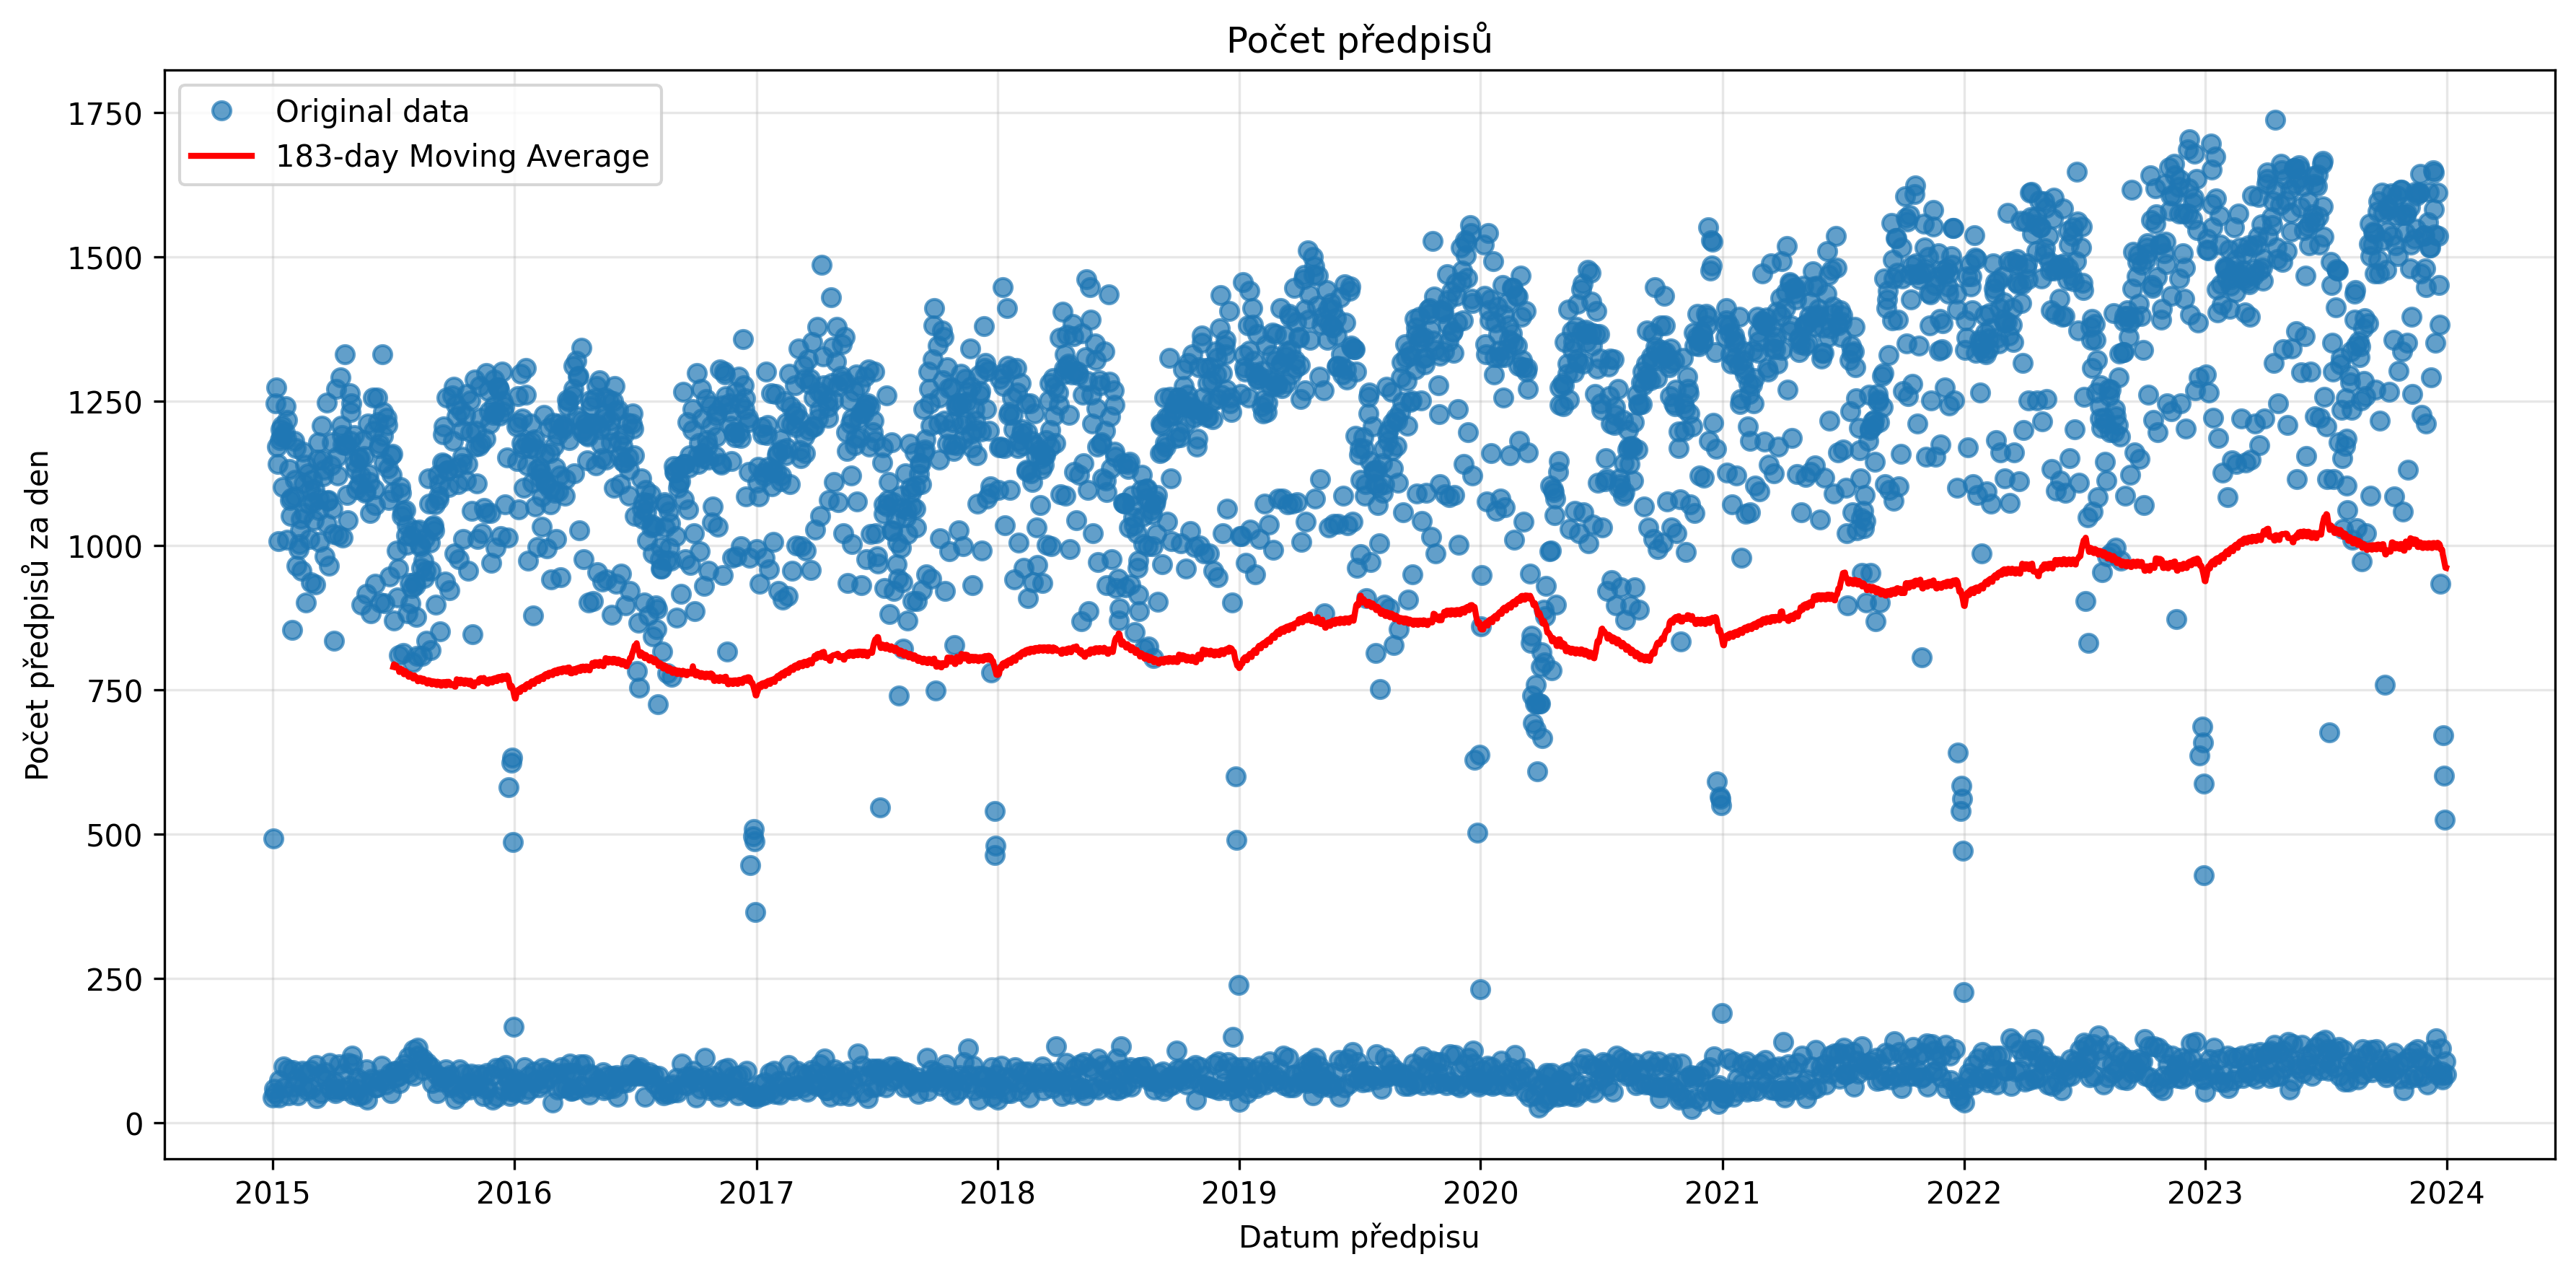 Počet předpisů
Original data
183-day Moving Average
Počet předpisů za den
1750
1500
1250
1000
750
500
250
0
2015 2016 2017 2018 2019 2020 2021 2022 2023 2024
Datum předpisu